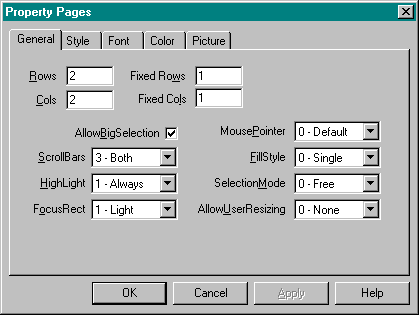 Property Pages
General Style Font Color Picture
Rows 2 Fixed Rows 1
Cols 2 Fixed Cols 1
AllowBigSelection MousePointer 0 - Default
ScrollBars 3 - Both FillStyle 0 - Single
HighLight 1 - Always SelectionMode 0 - Free
FocusRect 1 - Light AllowUserResizing 0 - None
OK Cancel Apply Help